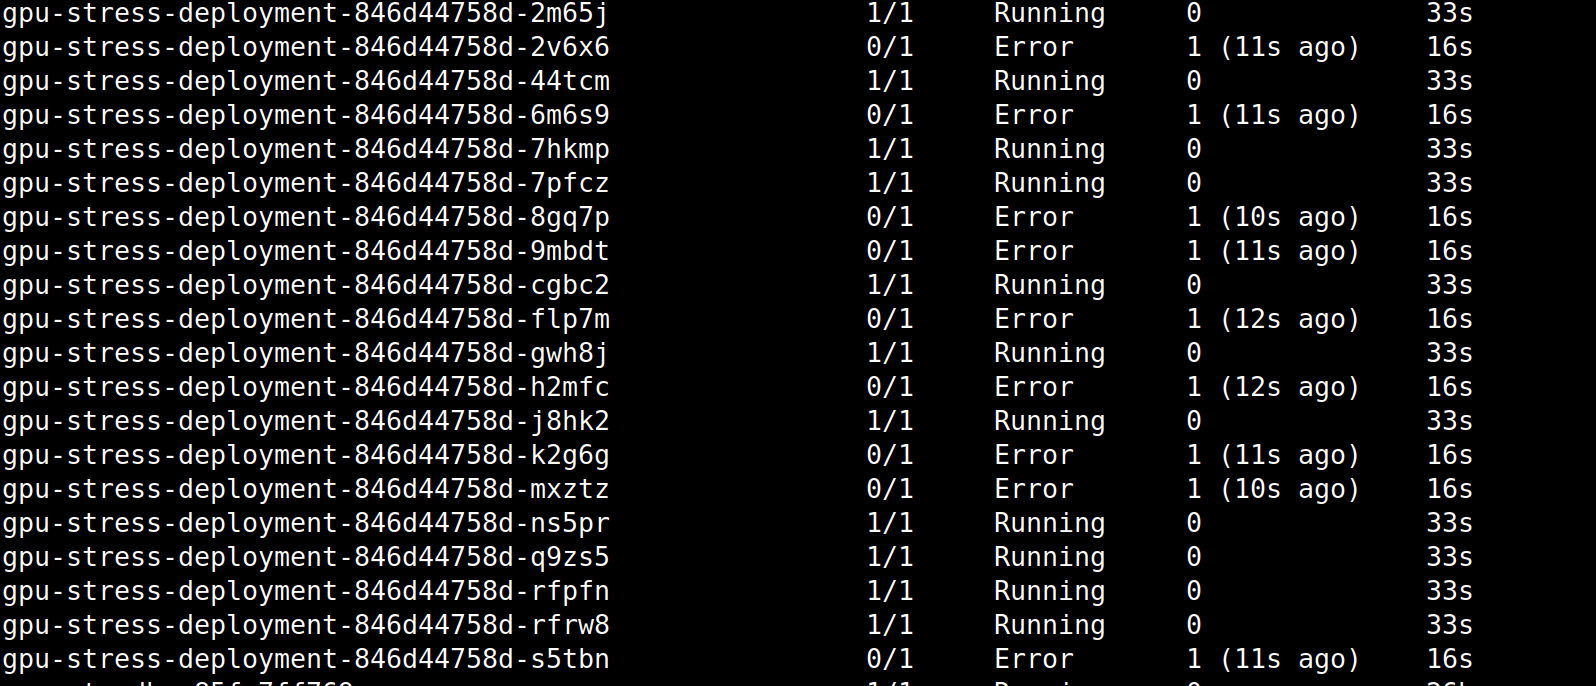 gpu-stress-deployment-846d44758d-2m65j 1/1 Running 0 33s
gpu-stress-deployment-846d44758d-2v6x6 0/1 Error 1 (11s ago) 16s
gpu-stress-deployment-846d44758d-44tcm 1/1 Running 0 33s
gpu-stress-deployment-846d44758d-6m6s9 0/1 Error 1 (11s ago) 16s
gpu-stress-deployment-846d44758d-7hkmp 1/1 Running 0 33s
gpu-stress-deployment-846d44758d-7pfcz 1/1 Running 0 33s
gpu-stress-deployment-846d44758d-8gq7p 0/1 Error 1 (10s ago) 16s
gpu-stress-deployment-846d44758d-9mbdt 0/1 Error 1 (11s ago) 16s
gpu-stress-deployment-846d44758d-cgbc2 1/1 Running 0 33s
gpu-stress-deployment-846d44758d-flp7m 0/1 Error 1 (12s ago) 16s
gpu-stress-deployment-846d44758d-gwh8j 1/1 Running 0 33s
gpu-stress-deployment-846d44758d-h2mfc 0/1 Error 1 (12s ago) 16s
gpu-stress-deployment-846d44758d-j8hk2 1/1 Running 0 33s
gpu-stress-deployment-846d44758d-k2g6g 0/1 Error 1 (11s ago) 16s
gpu-stress-deployment-846d44758d-mxztz 0/1 Error 1 (10s ago) 16s
gpu-stress-deployment-846d44758d-ns5pr 1/1 Running 0 33s
gpu-stress-deployment-846d44758d-q9zs5 1/1 Running 0 33s
gpu-stress-deployment-846d44758d-rfpfn 1/1 Running 0 33s
gpu-stress-deployment-846d44758d-rfrw8 1/1 Running 0 33s
gpu-stress-deployment-846d44758d-s5tbn 0/1 Error 1 (11s ago) 16s